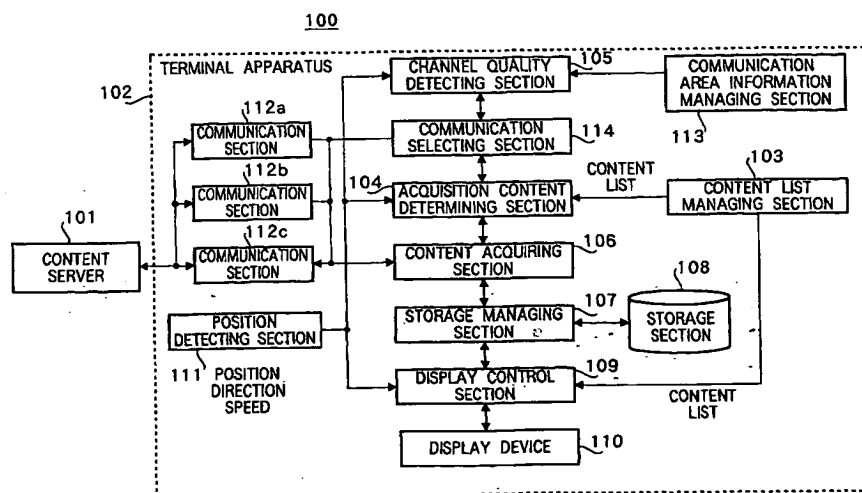 100
TERMINAL APPARATUS
102
CHANNEL QUALITY
DETECTING SECTION
105
COMMUNICATION
AREA INFORMATION
MANAGING SECTION
113
112a
COMMUNICATION
SECTION
COMMUNICATION
SELECTING SECTION
114
112b
COMMUNICATION
SECTION
104
ACQUISITION CONTENT
DETERMINING SECTION
CONTENT
LIST
103
CONTENT LIST
MANAGING SECTION
101
CONTENT
SERVER
112c
COMMUNICATION
SECTION
CONTENT ACQUIRING
SECTION
106
POSITION
DETECTING SECTION
111
POSITION
DIRECTION
SPEED
STORAGE MANAGING
SECTION
107
108
STORAGE
SECTION
DISPLAY CONTROL
SECTION
109
CONTENT
LIST
DISPLAY DEVICE
110